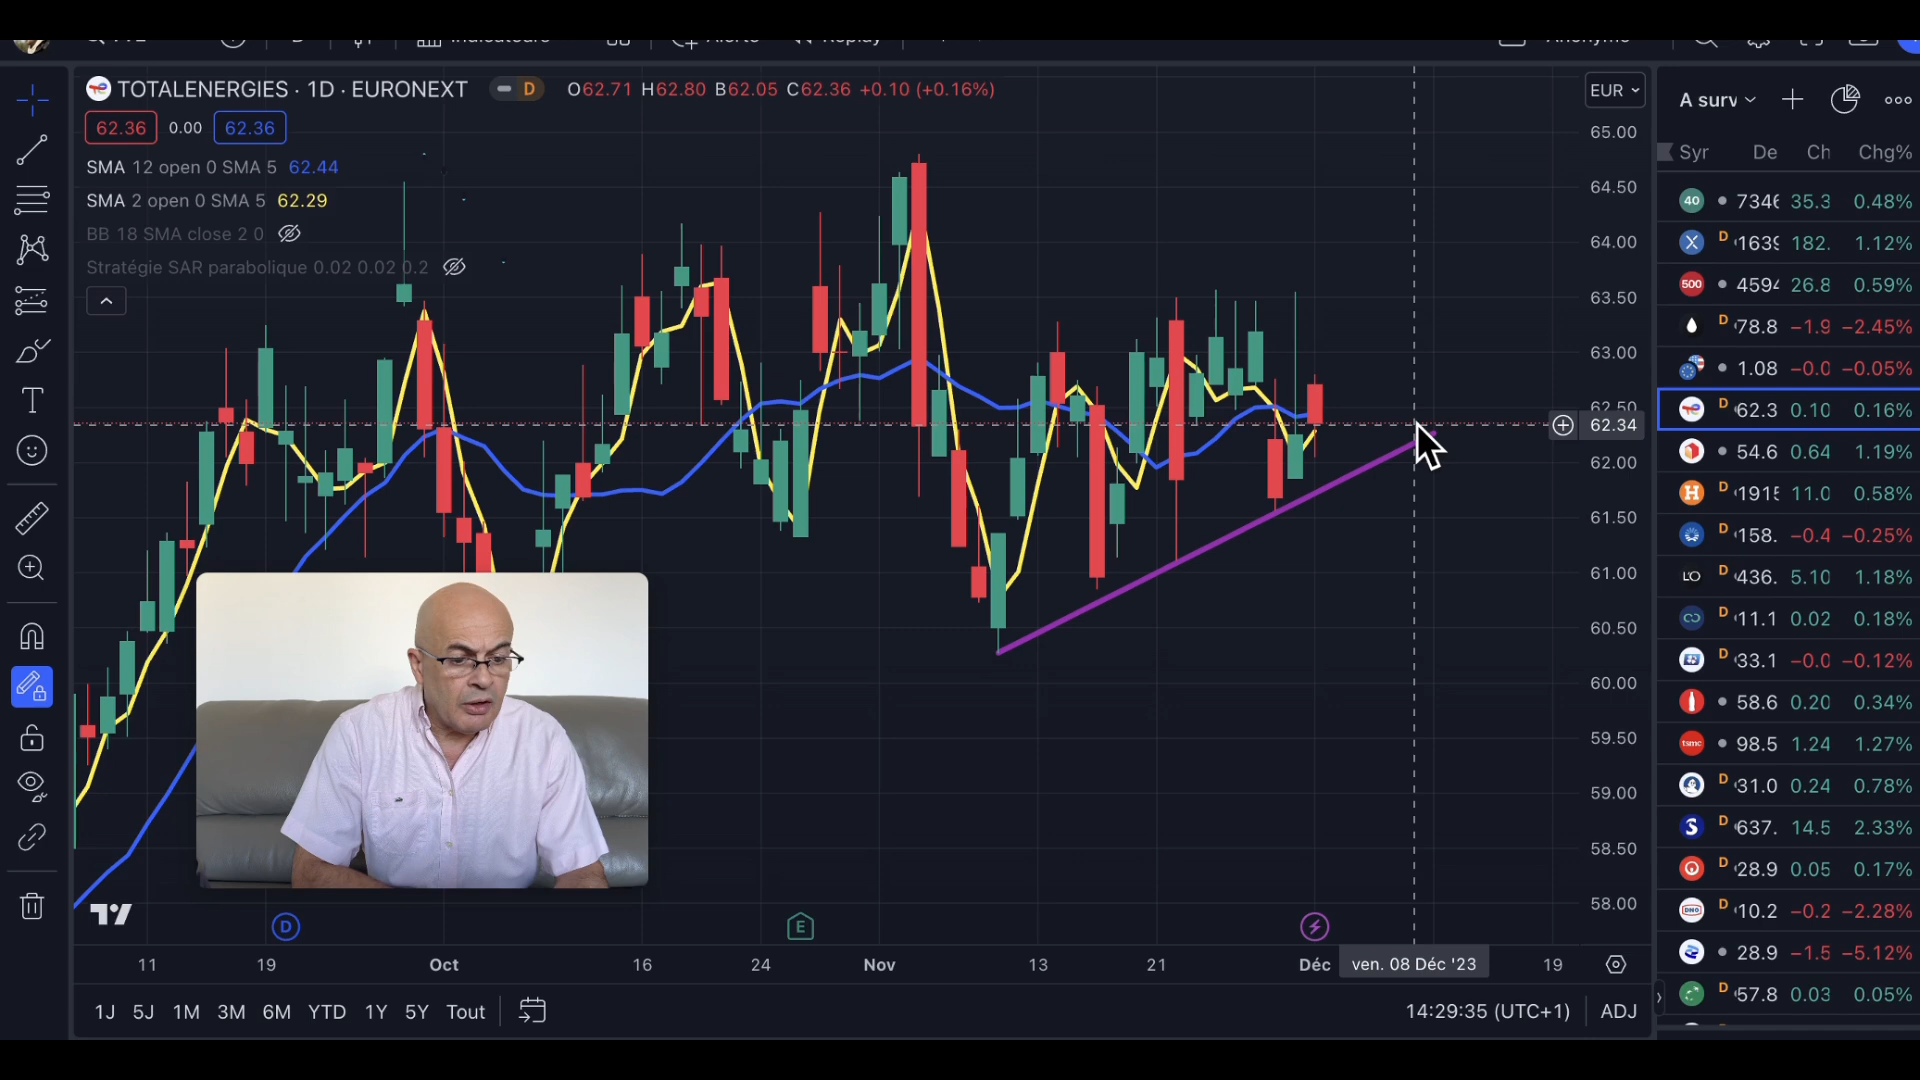 TOTALENERGIES · 1D · EURONEXT D O62.71 H62.80 B62.05 C62.36 +0.10 (+0.16%)
62.36 0.00 62.36
SMA 12 open 0 SMA 5 62.44
SMA 2 open 0 SMA 5 62.29
BB 18 SMA close 2 0
Stratégie SAR parabolique 0.02 0.02 0.2
EUR
65.00
64.50
64.00
63.50
63.00
62.50
62.34
62.00
61.50
61.00
60.50
60.00
59.50
59.00
58.50
58.00
D E
11 19 Oct 16 24 Nov 13 21 Déc ven. 08 Déc '23 19
1J 5J 1M 3M 6M YTD 1Y 5Y Tout 14:29:35 (UTC+1) ADJ
A surv
Syr De Ch Chg%
40 7346 35.3 0.48%
X D 1639 182. 1.12%
500 4594 26.8 0.59%
D 78.8 −1.9 −2.45%
1.08 −0.0 −0.05%
D 62.3 0.10 0.16%
54.6 0.64 1.19%
H D 1915 11.0 0.58%
D 158. −0.4 −0.25%
L'O D 436. 5.10 1.18%
D 11.1 0.02 0.18%
D 33.1 −0.0 −0.12%
58.6 0.20 0.34%
tsmc 98.5 1.24 1.27%
D 31.0 0.24 0.78%
S D 637. 14.5 2.33%
D 28.9 0.05 0.17%
DNO D 10.2 −0.2 −2.28%
28.9 −1.5 −5.12%
D 57.8 0.03 0.05%